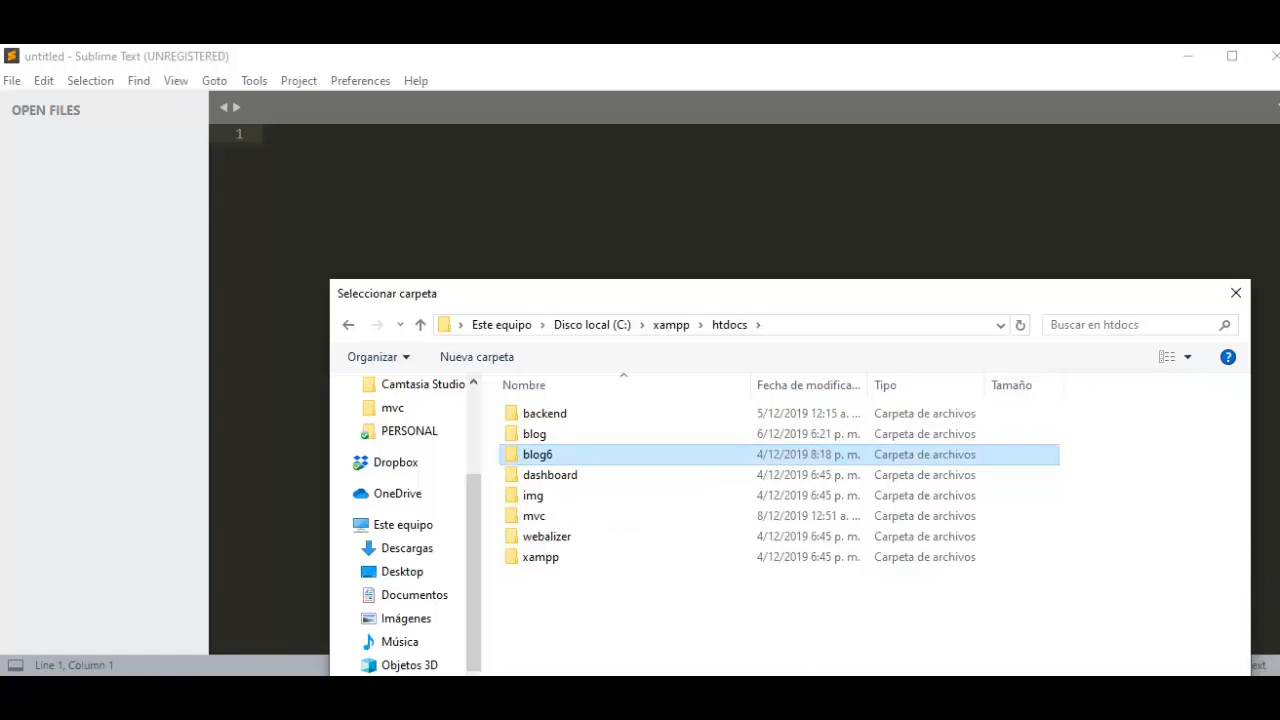 untitled - Sublime Text (UNREGISTERED)
File Edit Selection Find View Goto Tools Project Preferences Help
OPEN FILES
1
Seleccionar carpeta
Este equipo > Disco local (C:) > xampp > htdocs >
Buscar en htdocs
Organizar Nueva carpeta
Nombre Fecha de modifica... Tipo Tamaño
Camtasia Studio
mvc
PERSONAL
Dropbox
OneDrive
Este equipo
Descargas
Desktop
Documentos
Imágenes
Música
Objetos 3D
backend 5/12/2019 12:15 a. ... Carpeta de archivos
blog 6/12/2019 6:21 p. m. Carpeta de archivos
blog6 4/12/2019 8:18 p. m. Carpeta de archivos
dashboard 4/12/2019 6:45 p. m. Carpeta de archivos
img 4/12/2019 6:45 p. m. Carpeta de archivos
mvc 8/12/2019 12:51 a. ... Carpeta de archivos
webalizer 4/12/2019 6:45 p. m. Carpeta de archivos
xampp 4/12/2019 6:45 p. m. Carpeta de archivos
Line 1, Column 1
ext